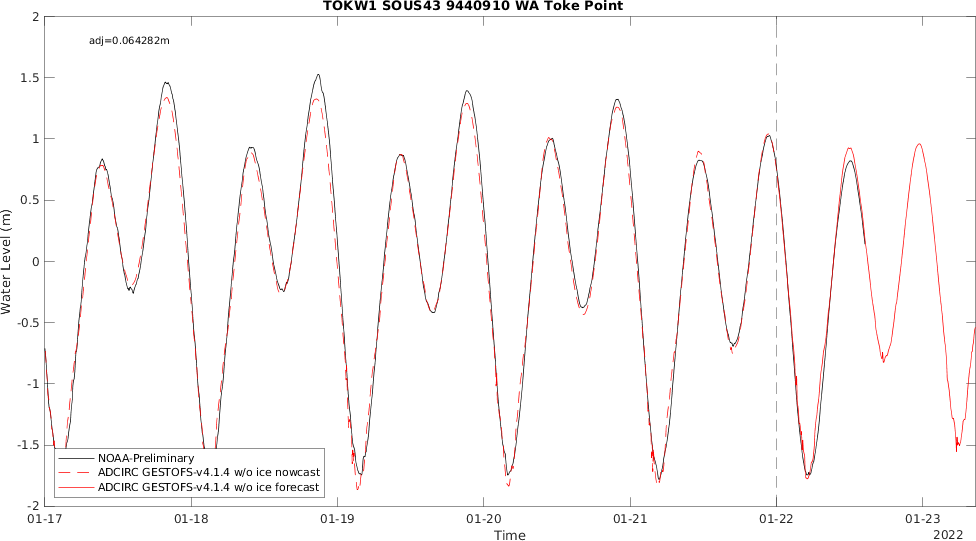 TOKW1 SOUS43 9440910 WA Toke Point
adj=0.064282m
2
1.5
1
0.5
0
-0.5
-1
-1.5
-2
Water Level (m)
NOAA-Preliminary
ADCIRC GESTOFS-v4.1.4 w/o ice nowcast
ADCIRC GESTOFS-v4.1.4 w/o ice forecast
01-17 01-18 01-19 01-20 01-21 01-22 01-23
Time
2022